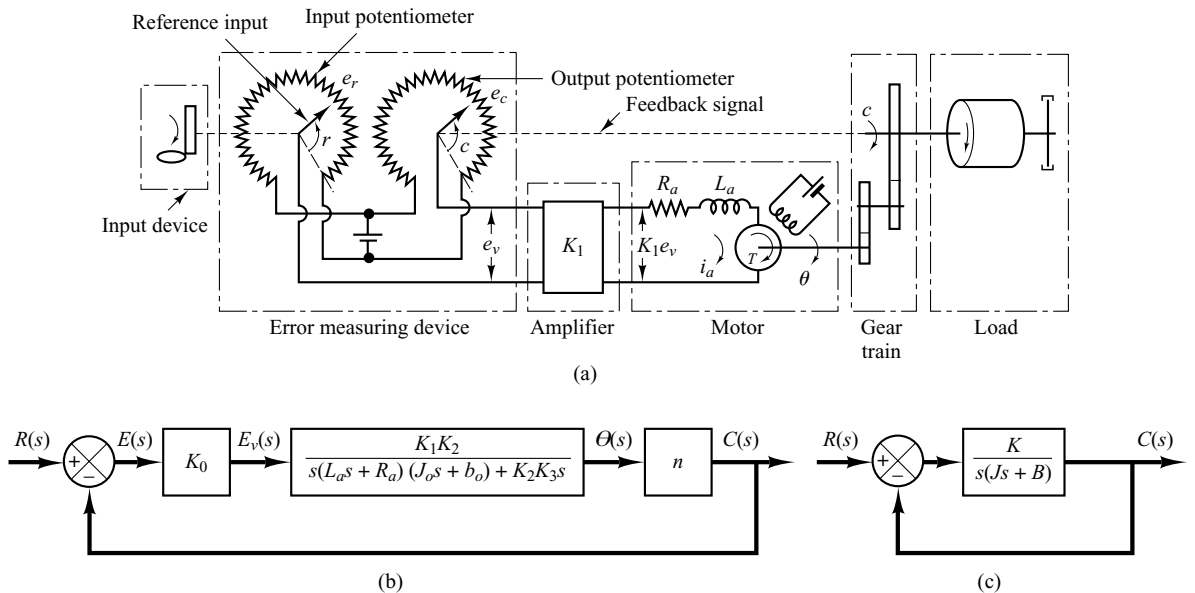 Reference input
Input potentiometer
Output potentiometer
Feedback signal
e_r
e_c
r
c
c
R_a
L_a
Input device
e_v
K_1
K_1e_v
i_a
T
θ
Error measuring device
Amplifier
Motor
Gear
train
Load
(a)
R(s)
+
−
E(s)
K_0
E_v(s)
K_1K_2
s(L_as + R_a) (J_os + b_o) + K_2K_3s
Θ(s)
n
C(s)
(b)
R(s)
+
−
K
s(Js + B)
C(s)
(c)